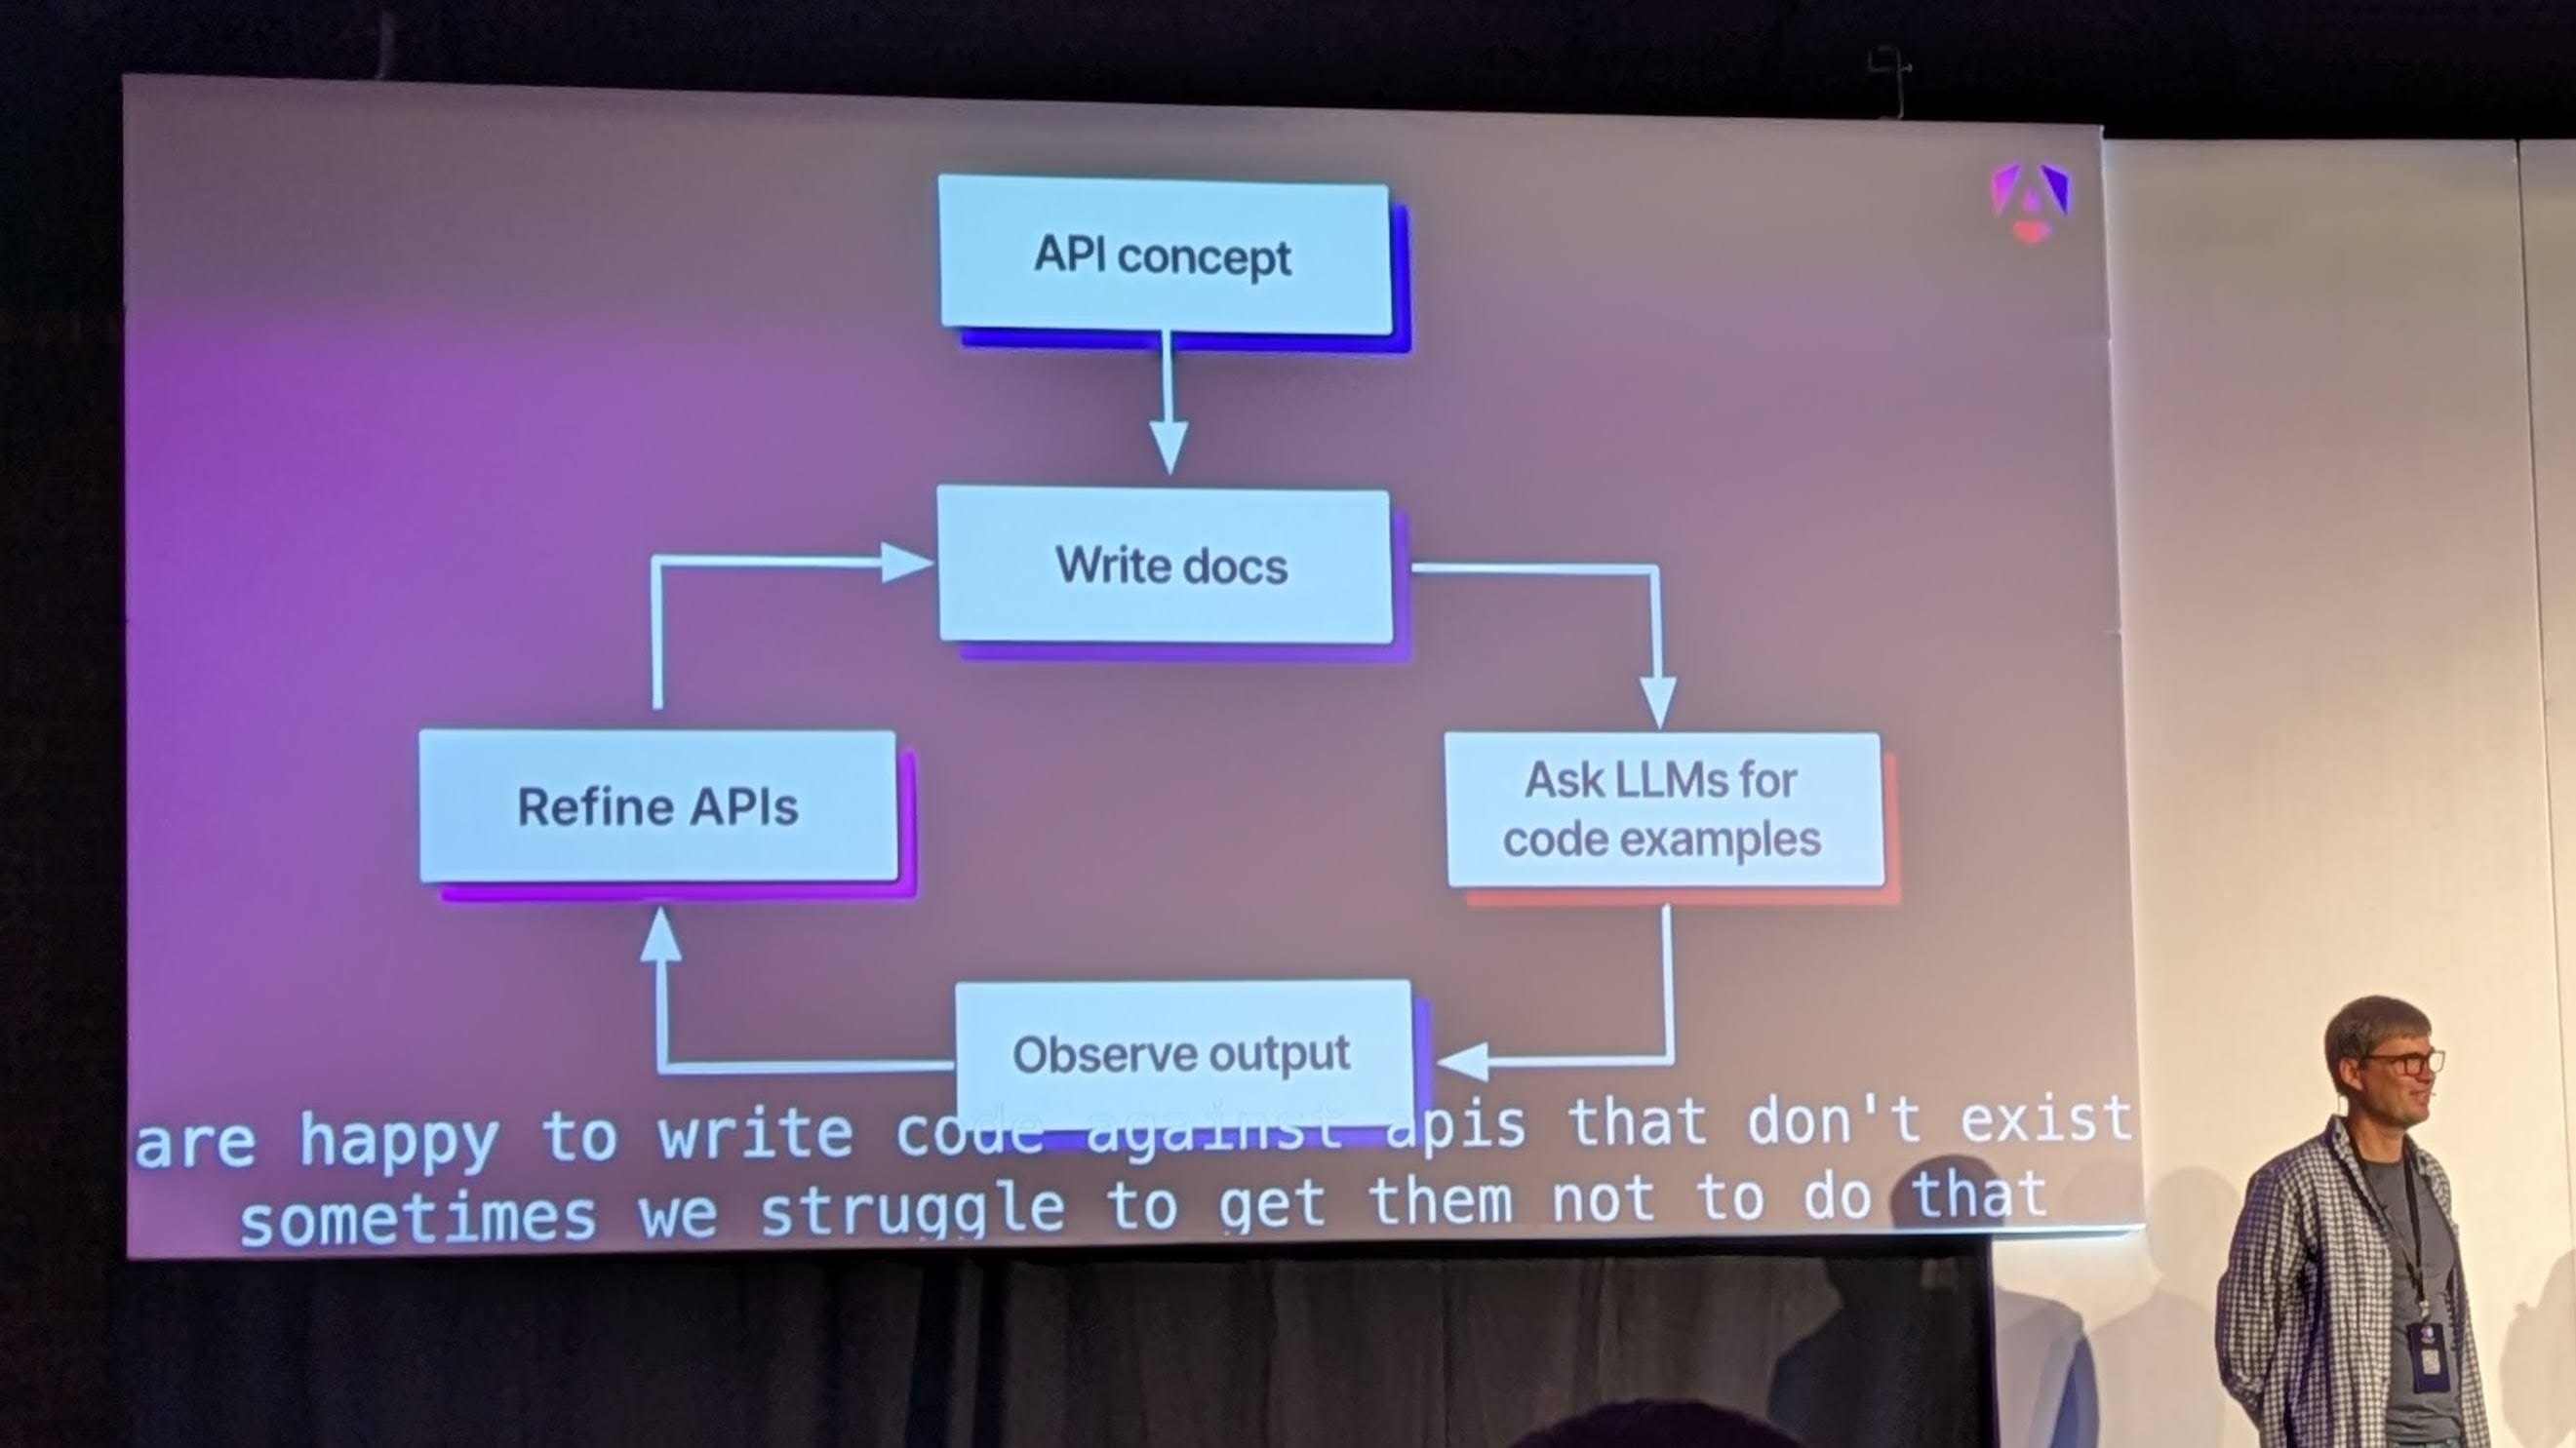 API concept
Write docs
Refine APIs
Ask LLMs for
code examples
Observe output
are happy to write code against apis that don't exist
sometimes we struggle to get them not to do that